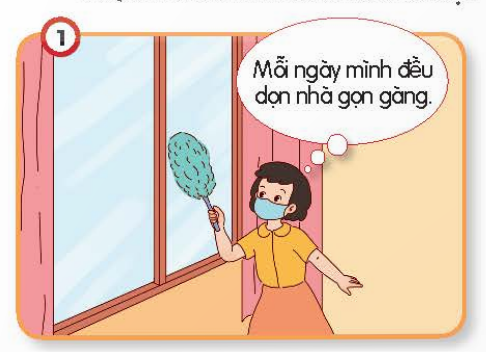 1
Mỗi ngày mình đều
dọn nhà gọn gàng.